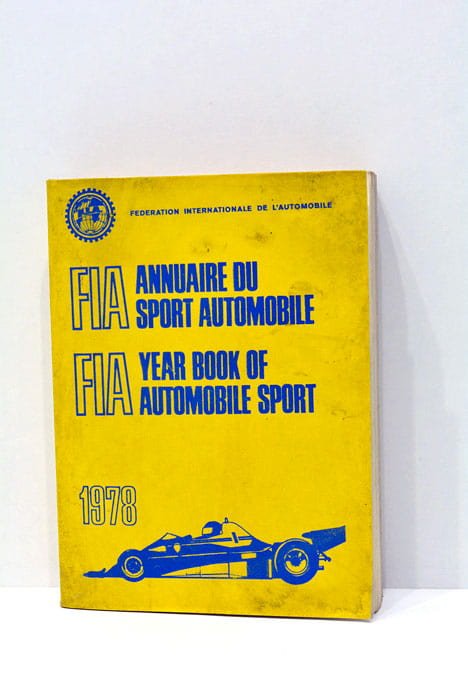 FEDERATION INTERNATIONALE DE L'AUTOMOBILE
FIA ANNUAIRE DU
SPORT AUTOMOBILE
FIA YEAR BOOK OF
AUTOMOBILE SPORT
1978